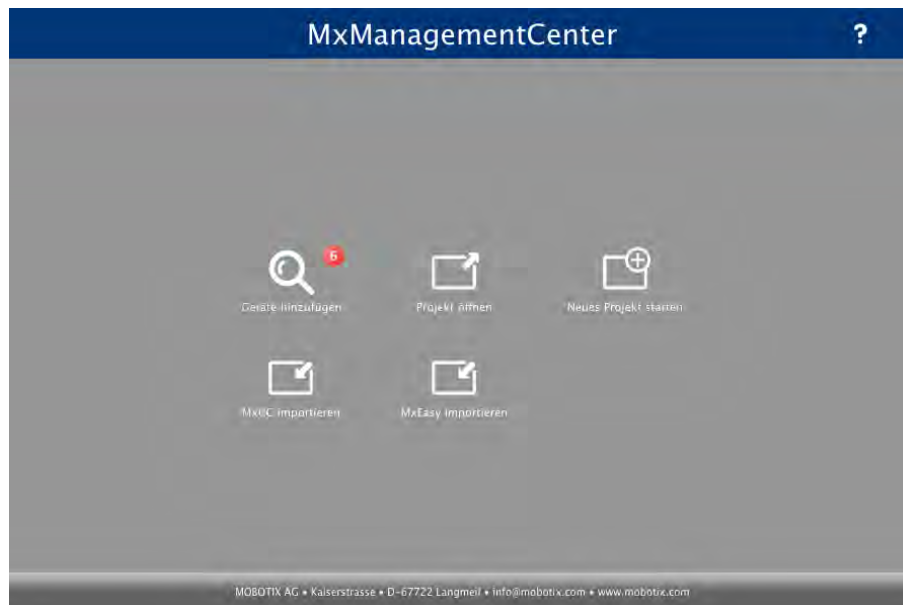 MxManagementCenter ?
6
Geräte hinzufügen Projekt öffnen Neues Projekt starten
MxCC importieren MxEasy importieren
MOBOTIX AG • Kaiserstrasse • D-67722 Langmeil • info@mobotix.com • www.mobotix.com